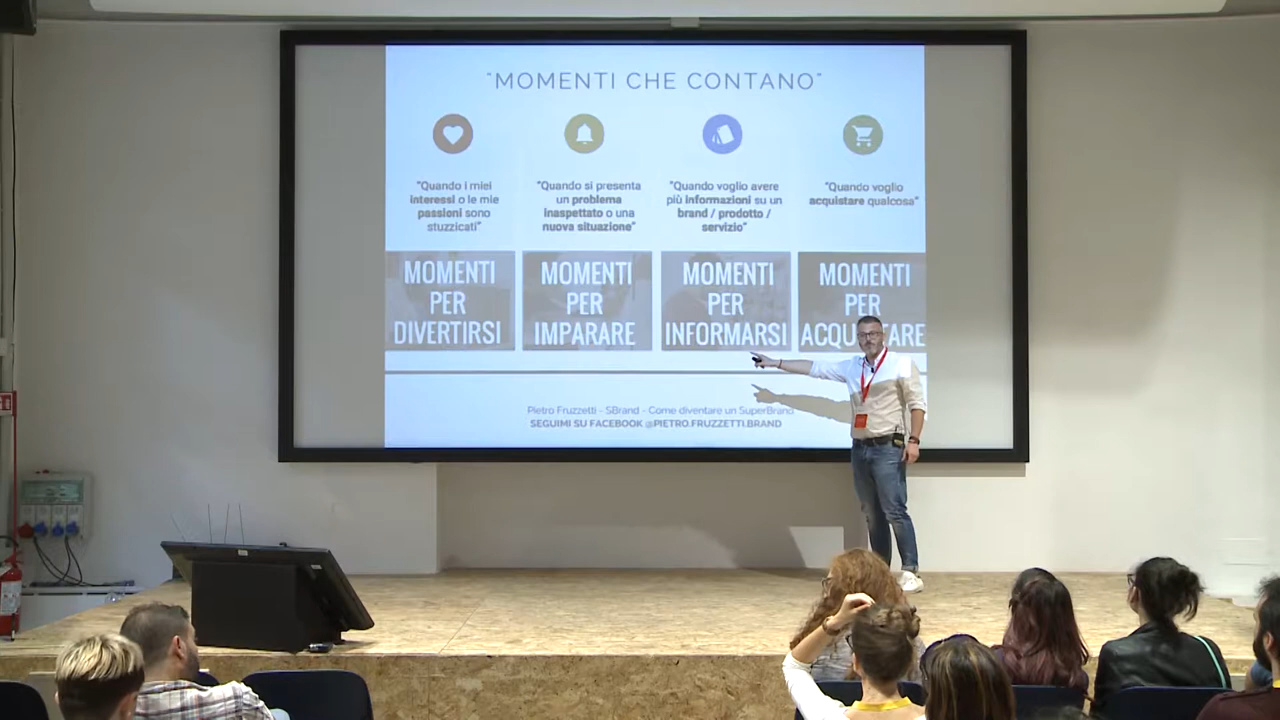 "MOMENTI CHE CONTANO"
"Quando i miei
interessi o le mie
passioni sono
stuzzicati"
"Quando si presenta
un problema
inaspettato o una
nuova situazione"
"Quando voglio avere
più informazioni su un
brand / prodotto /
servizio"
"Quando voglio
acquistare qualcosa"
MOMENTI
PER
DIVERTIRSI
MOMENTI
PER
IMPARARE
MOMENTI
PER
INFORMARSI
MOMENTI
PER
Pietro Fruzzetti - SBrand - Come diventare un SuperBrand
SEGUIMI SU FACEBOOK @PIETRO.FRUZZETTI.BRAND